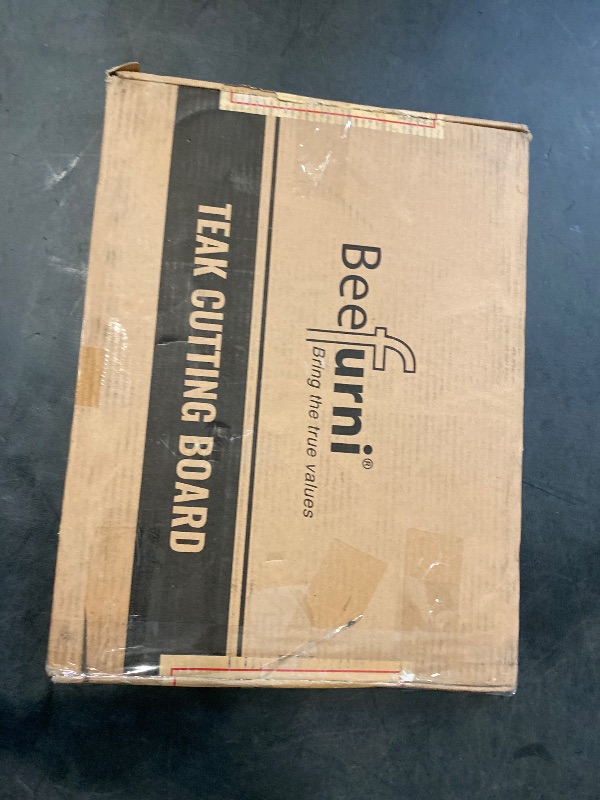 Beefurni®
Bring the true values
TEAK CUTTING BOARD